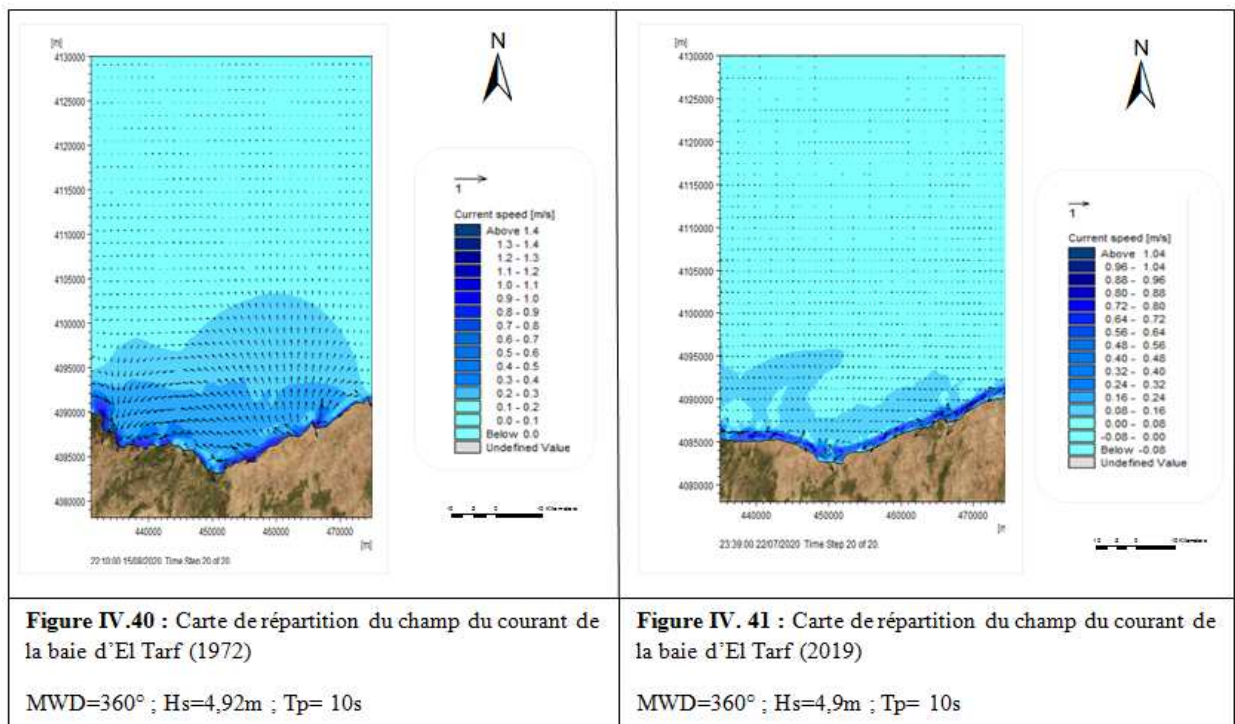 [m]
4130000
4125000
4120000
4115000
4110000
4105000
4100000
4095000
4090000
4085000
4080000
440000
450000
460000
470000
[m]
22:10:00 15/08/2020 Time Step 20 of 20.
N
1
Current speed [m/s]
Above 1.4
1.3 - 1.4
1.2 - 1.3
1.1 - 1.2
1.0 - 1.1
0.9 - 1.0
0.8 - 0.9
0.7 - 0.8
0.6 - 0.7
0.5 - 0.6
0.4 - 0.5
0.3 - 0.4
0.2 - 0.3
0.1 - 0.2
0.0 - 0.1
Below 0.0
Undefined Value
Kilometers
[m]
4130000
4125000
4120000
4115000
4110000
4105000
4100000
4095000
4090000
4085000
4080000
440000
450000
460000
470000
23:39:00 22/07/2020 Time Step 20 of 20.
N
1
Current speed [m/s]
Above 1.04
0.96 - 1.04
0.88 - 0.96
0.80 - 0.88
0.72 - 0.80
0.64 - 0.72
0.56 - 0.64
0.48 - 0.56
0.40 - 0.48
0.32 - 0.40
0.24 - 0.32
0.16 - 0.24
0.08 - 0.16
0.00 - 0.08
-0.08 - 0.00
Below -0.08
Undefined Value
Kilometers
Figure IV.40 : Carte de répartition du champ du courant de
la baie d’El Tarf (1972)
MWD=360° ; Hs=4,92m ; Tp= 10s
Figure IV. 41 : Carte de répartition du champ du courant de
la baie d’El Tarf (2019)
MWD=360° ; Hs=4,9m ; Tp= 10s